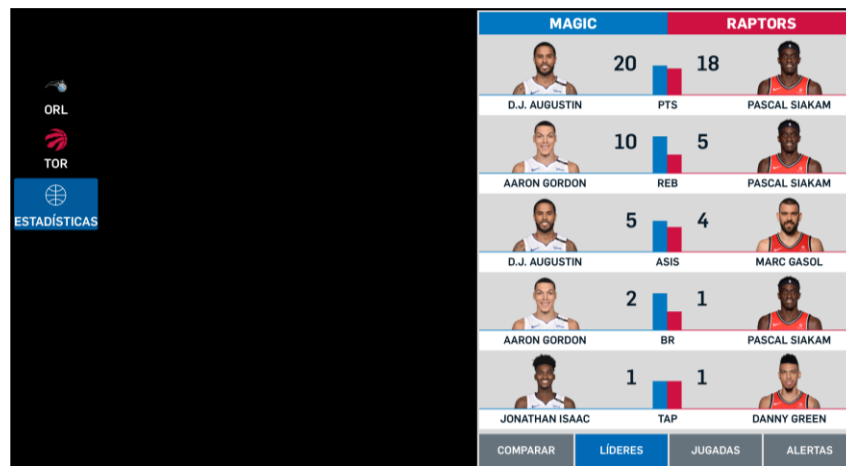 ORL
TOR
ESTADÍSTICAS
MAGIC RAPTORS
20 18
D.J. AUGUSTIN PTS PASCAL SIAKAM
10 5
AARON GORDON REB PASCAL SIAKAM
5 4
D.J. AUGUSTIN ASIS MARC GASOL
2 1
AARON GORDON BR PASCAL SIAKAM
1 1
JONATHAN ISAAC TAP DANNY GREEN
COMPARAR LÍDERES JUGADAS ALERTAS